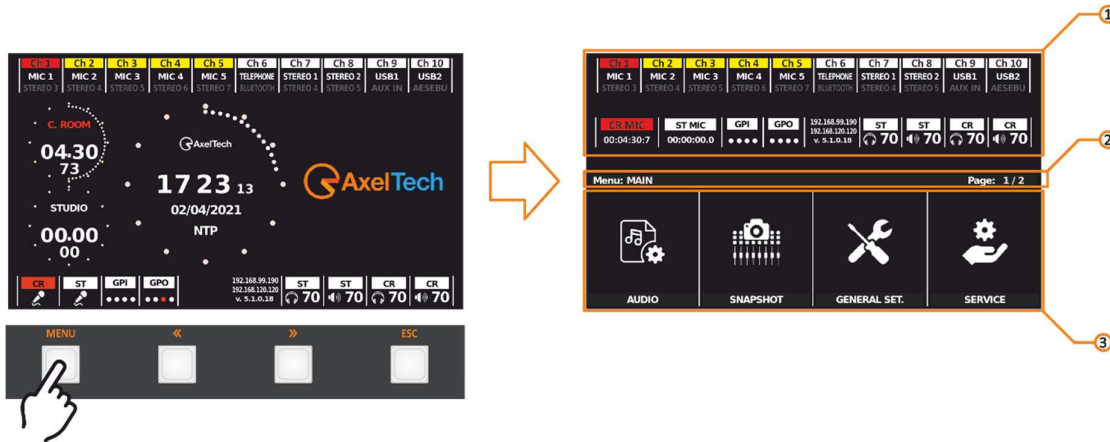 Ch 1 Ch 2 Ch 3 Ch 4 Ch 5 Ch 6 Ch 7 Ch 8 Ch 9 Ch 10
MIC 1 MIC 2 MIC 3 MIC 4 MIC 5 TELEPHONE STEREO 1 STEREO 2 USB1 USB2
STEREO 3 STEREO 4 STEREO 5 STEREO 6 STEREO 7 BLUETOOTH STEREO 3 STEREO 4 AUX IN AESEBU
C. ROOM
04.30
73
STUDIO
00.00
00
AxelTech
17 23 13
02/04/2021
NTP
AxelTech
CR ST GPI GPO
192.168.99.190
192.168.120.120
v. 5.1.0.18
ST ST CR CR
70 70 70 70
MENU « » ESC
1
Ch 1 Ch 2 Ch 3 Ch 4 Ch 5 Ch 6 Ch 7 Ch 8 Ch 9 Ch 10
MIC 1 MIC 2 MIC 3 MIC 4 MIC 5 TELEPHONE STEREO 1 STEREO 2 USB1 USB2
STEREO 3 STEREO 4 STEREO 5 STEREO 6 STEREO 7 BLUETOOTH STEREO 3 STEREO 4 AUX IN AESEBU
CR MIC ST MIC GPI GPO
00:04:30:7 00:00:00.0
192.168.99.190
192.168.120.120
v. 5.1.0.18
ST ST CR CR
70 70 70 70
2
Menu: MAIN Page: 1 / 2
AUDIO SNAPSHOT GENERAL SET. SERVICE
3